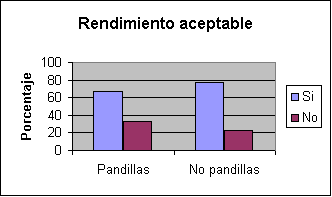 Rendimiento aceptable
Porcentaje
100
80
60
40
20
0
Pandillas No pandillas
Si
No